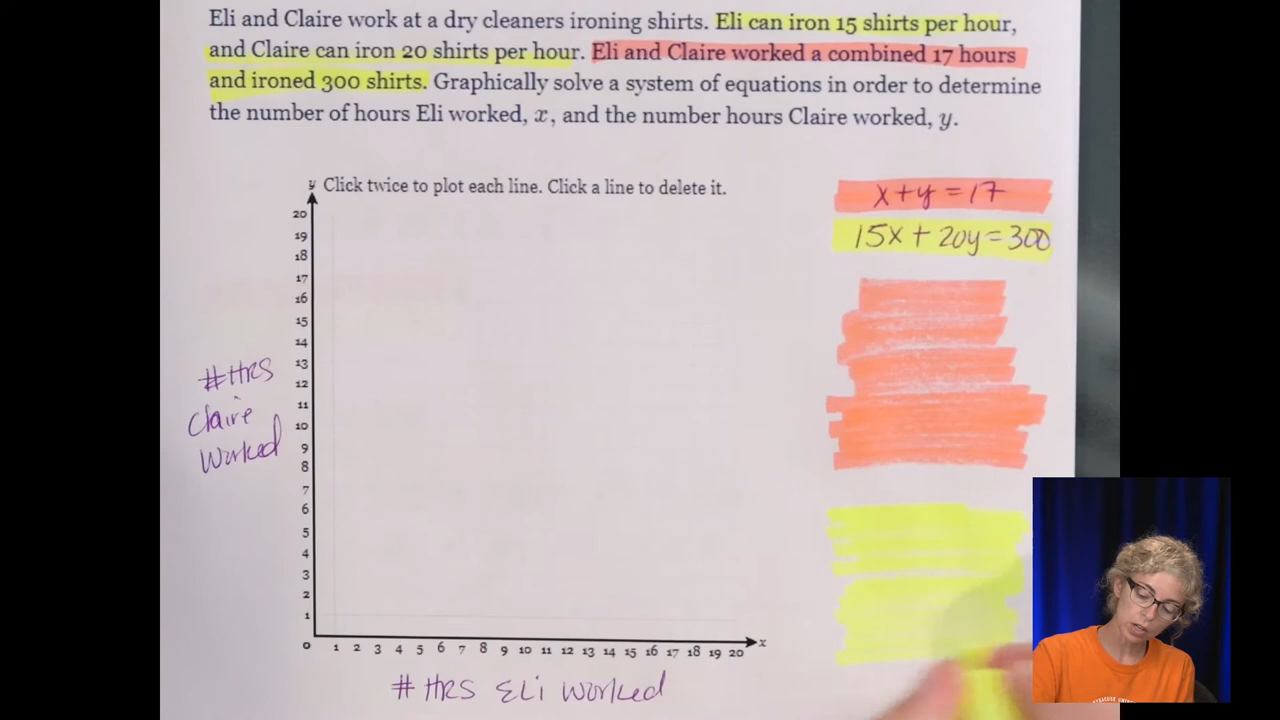 Eli and Claire work at a dry cleaners ironing shirts. Eli can iron 15 shirts per hour,
and Claire can iron 20 shirts per hour. Eli and Claire worked a combined 17 hours
and ironed 300 shirts. Graphically solve a system of equations in order to determine
the number of hours Eli worked, x, and the number hours Claire worked, y.
y Click twice to plot each line. Click a line to delete it.
x+y=17
15x+20y=300
20
19
18
17
16
15
14
13
12
11
10
9
8
7
6
5
4
3
2
1
#HRS
Claire
Worked
0 1 2 3 4 5 6 7 8 9 10 11 12 13 14 15 16 17 18 19 20 x
# HRS Eli worked